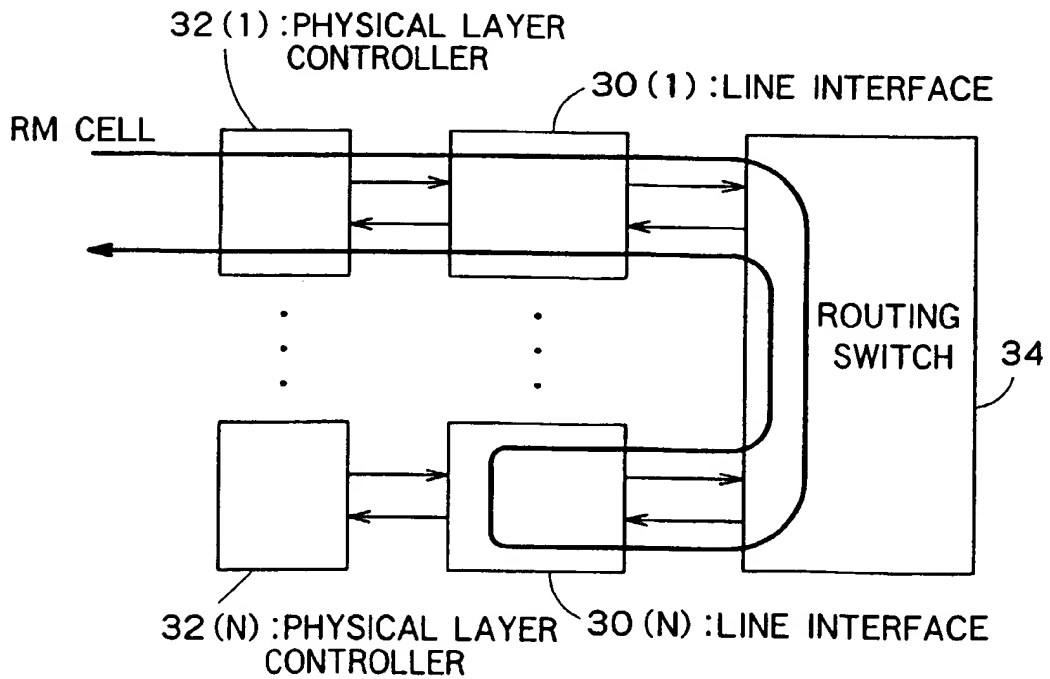 32(1):PHYSICAL LAYER
CONTROLLER
30(1):LINE INTERFACE
RM CELL
ROUTING
SWITCH
34
32(N):PHYSICAL LAYER
CONTROLLER
30(N):LINE INTERFACE